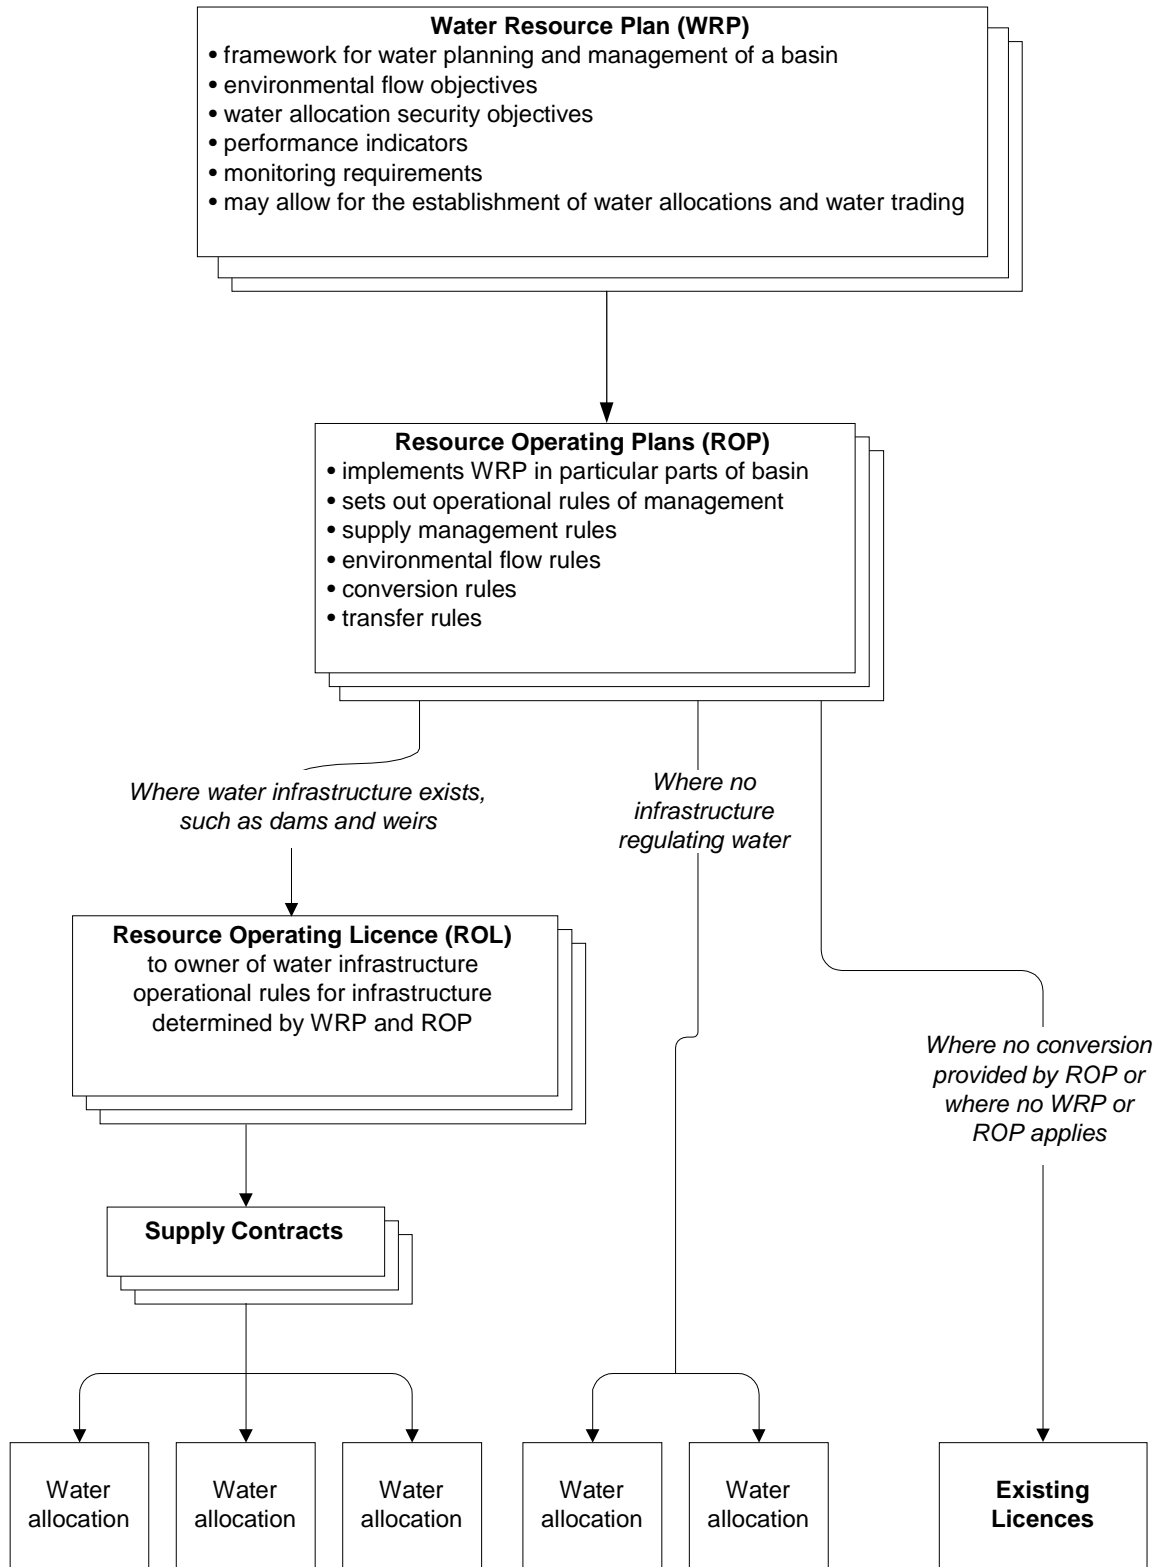 Water Resource Plan (WRP)
• framework for water planning and management of a basin
• environmental flow objectives
• water allocation security objectives
• performance indicators
• monitoring requirements
• may allow for the establishment of water allocations and water trading
Resource Operating Plans (ROP)
• implements WRP in particular parts of basin
• sets out operational rules of management
• supply management rules
• environmental flow rules
• conversion rules
• transfer rules
Where water infrastructure exists,
such as dams and weirs
Where no
infrastructure
regulating water
Resource Operating Licence (ROL)
to owner of water infrastructure
operational rules for infrastructure
determined by WRP and ROP
Where no conversion
provided by ROP or
where no WRP or
ROP applies
Supply Contracts
Water
allocation
Water
allocation
Water
allocation
Water
allocation
Water
allocation
Existing
Licences